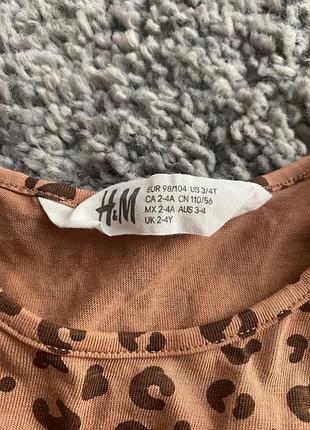 H&M
EUR 98/104 US 3/4T
CA 2-4A CN 110/56
MX 2-4A AUS 3-4
UK 2-4Y